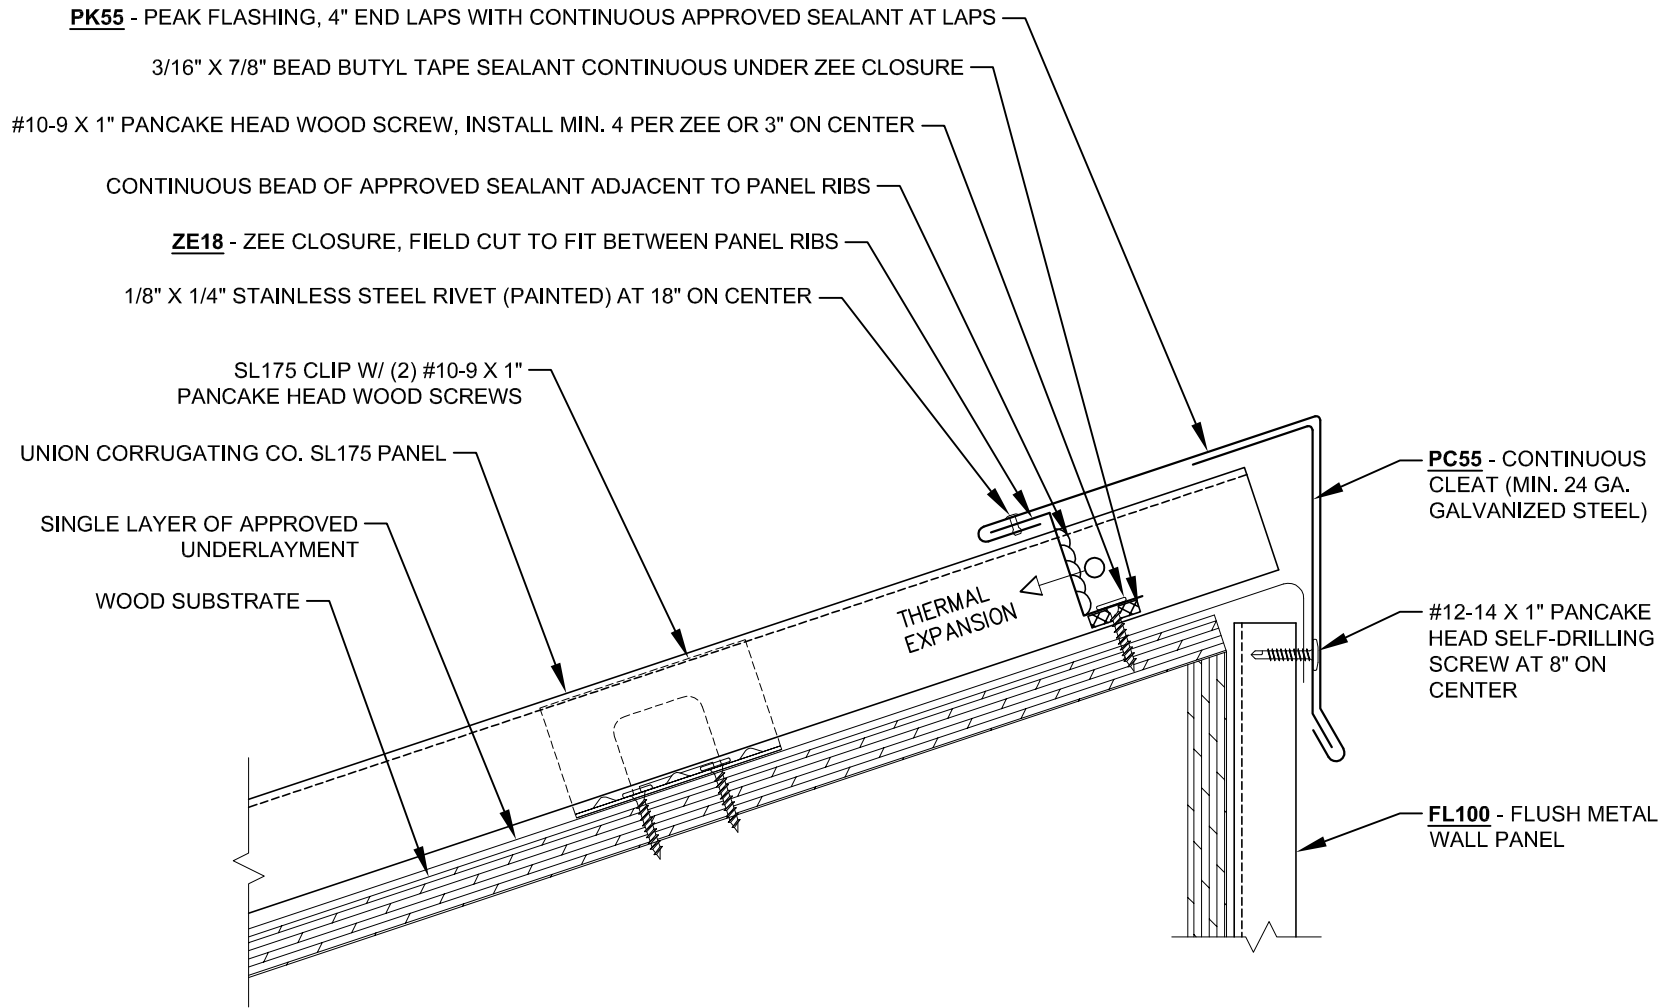 PK55 - PEAK FLASHING, 4" END LAPS WITH CONTINUOUS APPROVED SEALANT AT LAPS
3/16" X 7/8" BEAD BUTYL TAPE SEALANT CONTINUOUS UNDER ZEE CLOSURE
#10-9 X 1" PANCAKE HEAD WOOD SCREW, INSTALL MIN. 4 PER ZEE OR 3" ON CENTER
CONTINUOUS BEAD OF APPROVED SEALANT ADJACENT TO PANEL RIBS
ZE18 - ZEE CLOSURE, FIELD CUT TO FIT BETWEEN PANEL RIBS
1/8" X 1/4" STAINLESS STEEL RIVET (PAINTED) AT 18" ON CENTER
SL175 CLIP W/ (2) #10-9 X 1"
PANCAKE HEAD WOOD SCREWS
UNION CORRUGATING CO. SL175 PANEL
SINGLE LAYER OF APPROVED
UNDERLAYMENT
WOOD SUBSTRATE
THERMAL
EXPANSION
PC55 - CONTINUOUS
CLEAT (MIN. 24 GA.
GALVANIZED STEEL)
#12-14 X 1" PANCAKE
HEAD SELF-DRILLING
SCREW AT 8" ON
CENTER
FL100 - FLUSH METAL
WALL PANEL